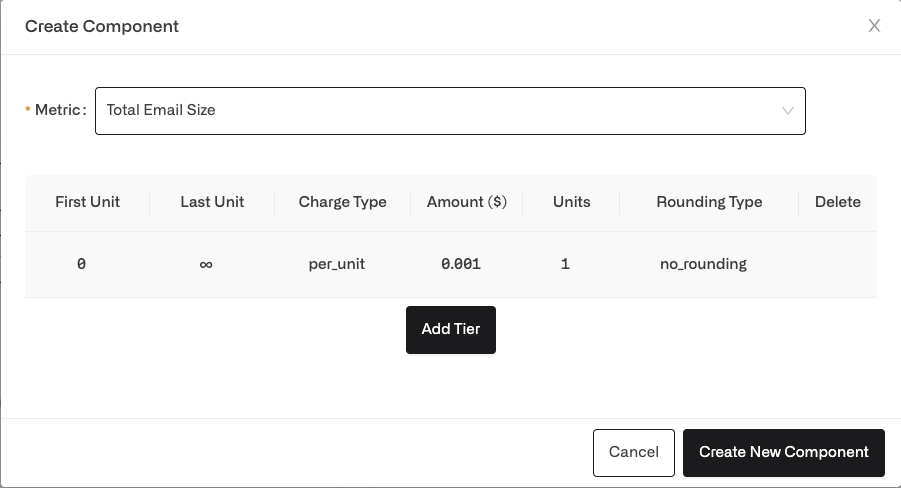 Create Component
* Metric: Total Email Size
First Unit Last Unit Charge Type Amount ($) Units Rounding Type Delete
0 ∞ per_unit 0.001 1 no_rounding
Add Tier
Cancel Create New Component